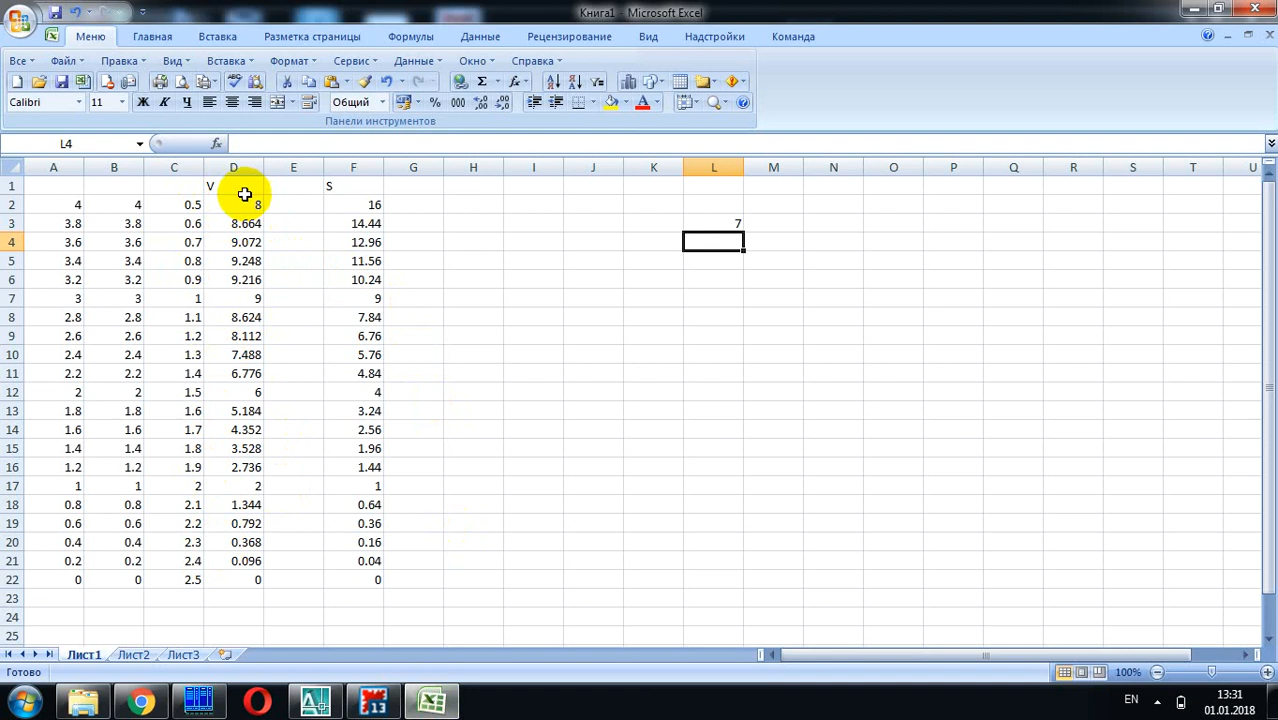 Книга1 - Microsoft Excel
Меню Главная Вставка Разметка страницы Формулы Данные Рецензирование Вид Надстройки Команда
Все Файл Правка Вид Вставка Формат Сервис Данные Окно Справка
Calibri 11 Ж К Ч Общий % 000
Панели инструментов
L4 fx
A B C D E F G H I J K L M N O P Q R S T U
1 V S
2 4 4 0.5 8 16
3 3.8 3.8 0.6 8.664 14.44 7
4 3.6 3.6 0.7 9.072 12.96
5 3.4 3.4 0.8 9.248 11.56
6 3.2 3.2 0.9 9.216 10.24
7 3 3 1 9 9
8 2.8 2.8 1.1 8.624 7.84
9 2.6 2.6 1.2 8.112 6.76
10 2.4 2.4 1.3 7.488 5.76
11 2.2 2.2 1.4 6.776 4.84
12 2 2 1.5 6 4
13 1.8 1.8 1.6 5.184 3.24
14 1.6 1.6 1.7 4.352 2.56
15 1.4 1.4 1.8 3.528 1.96
16 1.2 1.2 1.9 2.736 1.44
17 1 1 2 2 1
18 0.8 0.8 2.1 1.344 0.64
19 0.6 0.6 2.2 0.792 0.36
20 0.4 0.4 2.3 0.368 0.16
21 0.2 0.2 2.4 0.096 0.04
22 0 0 2.5 0 0
23
24
25
Лист1 Лист2 Лист3
Готово 100%
13 EN 13:31
01.01.2018